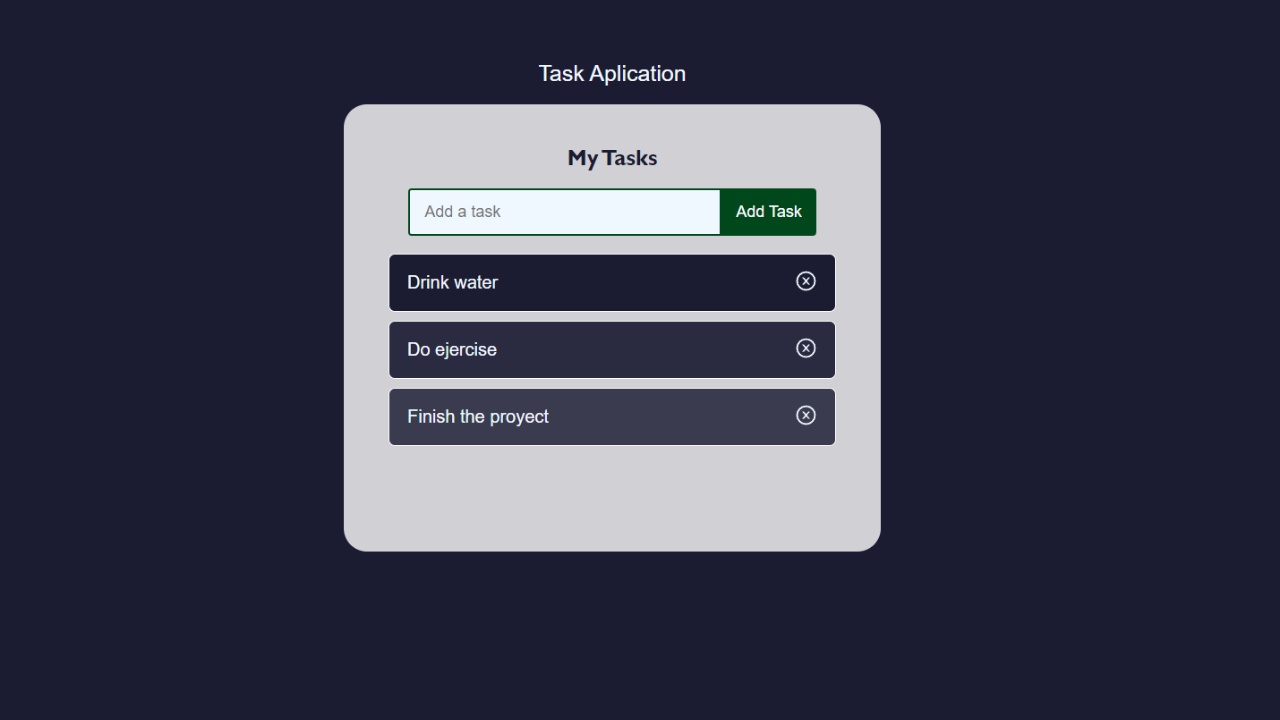 Task Aplication
My Tasks
Add a task
Add Task
Drink water
Do ejercise
Finish the proyect